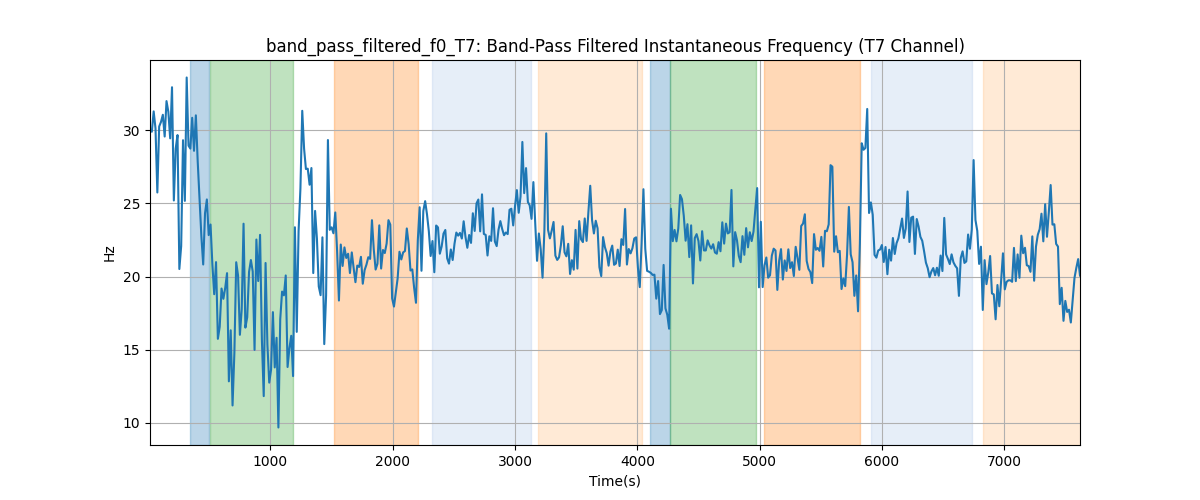 band_pass_filtered_f0_T7: Band-Pass Filtered Instantaneous Frequency (T7 Channel)
30
25
20
15
10
Hz
1000 2000 3000 4000 5000 6000 7000
Time(s)